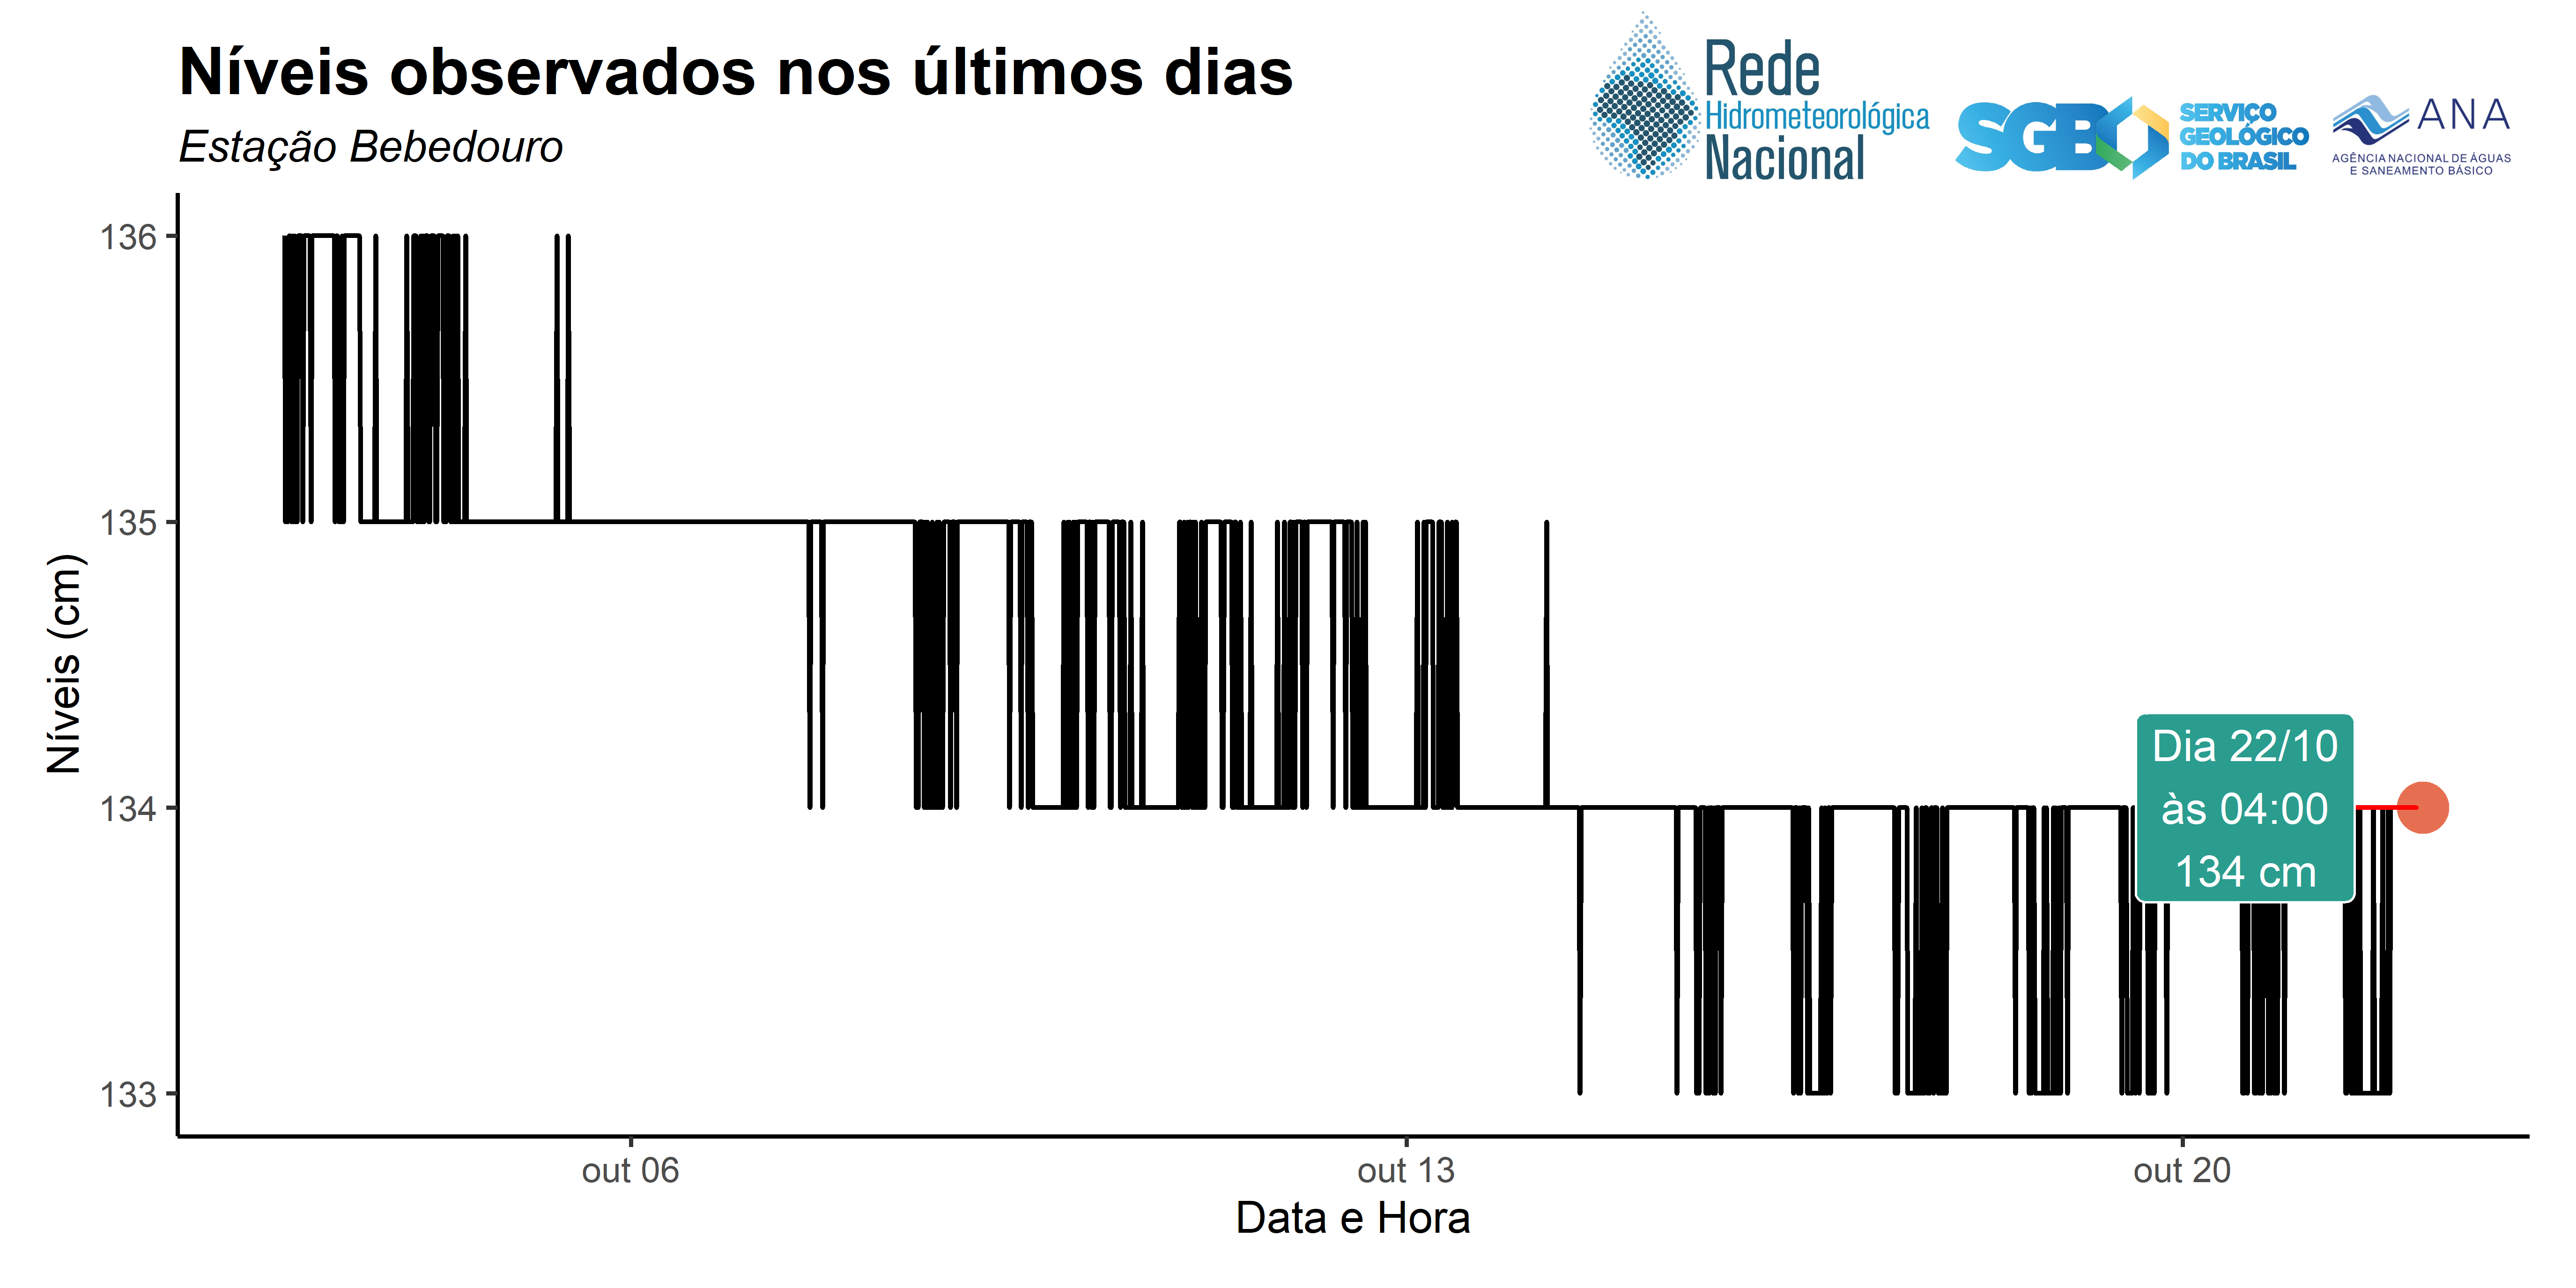 Níveis observados nos últimos dias
Estação Bebedouro
Rede
Hidrometeorológica
Nacional
SGB
SERVIÇO
GEOLÓGICO
DO BRASIL
ANA
AGÊNCIA NACIONAL DE ÁGUAS
E SANEAMENTO BÁSICO
136
135
134
133
Níveis (cm)
Dia 22/10
às 04:00
134 cm
out 06
out 13
out 20
Data e Hora